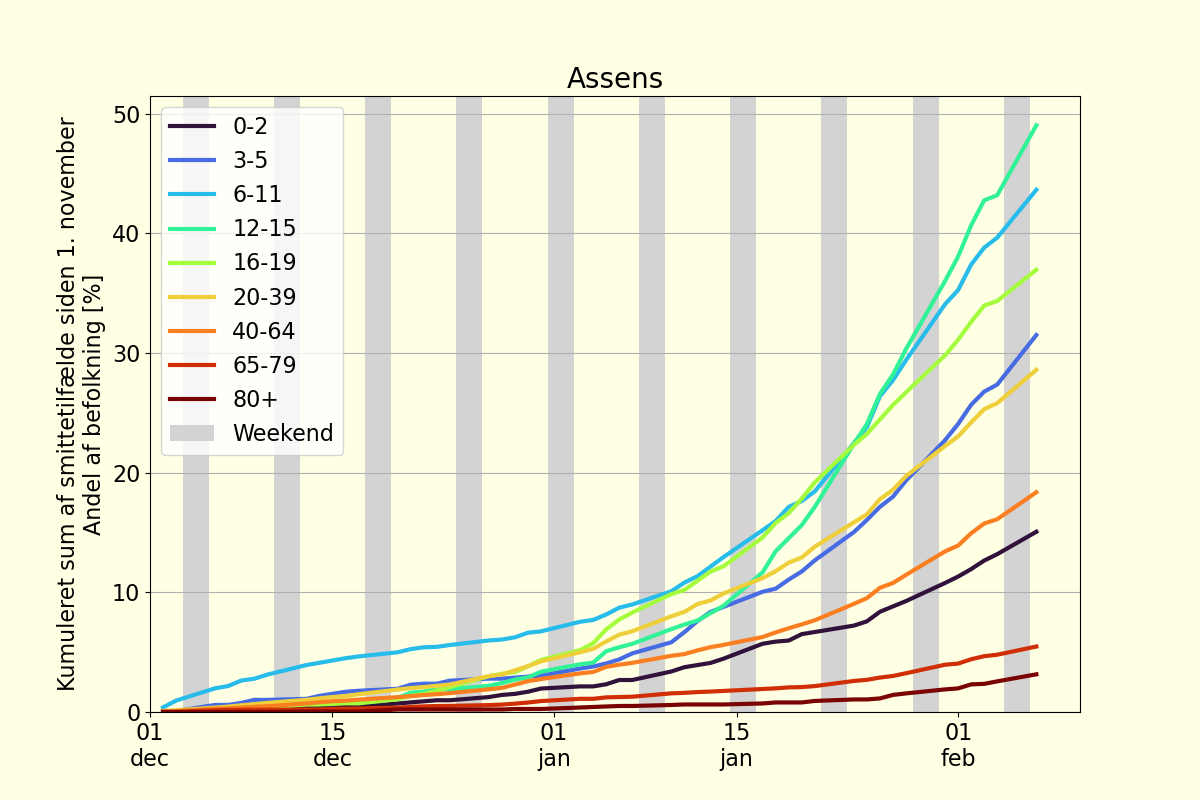 Assens
Kumuleret sum af smittetilfælde siden 1. november
Andel af befolkning [%]
50
40
30
20
10
0
0-2
3-5
6-11
12-15
16-19
20-39
40-64
65-79
80+
Weekend
01
dec
15
dec
01
jan
15
jan
01
feb